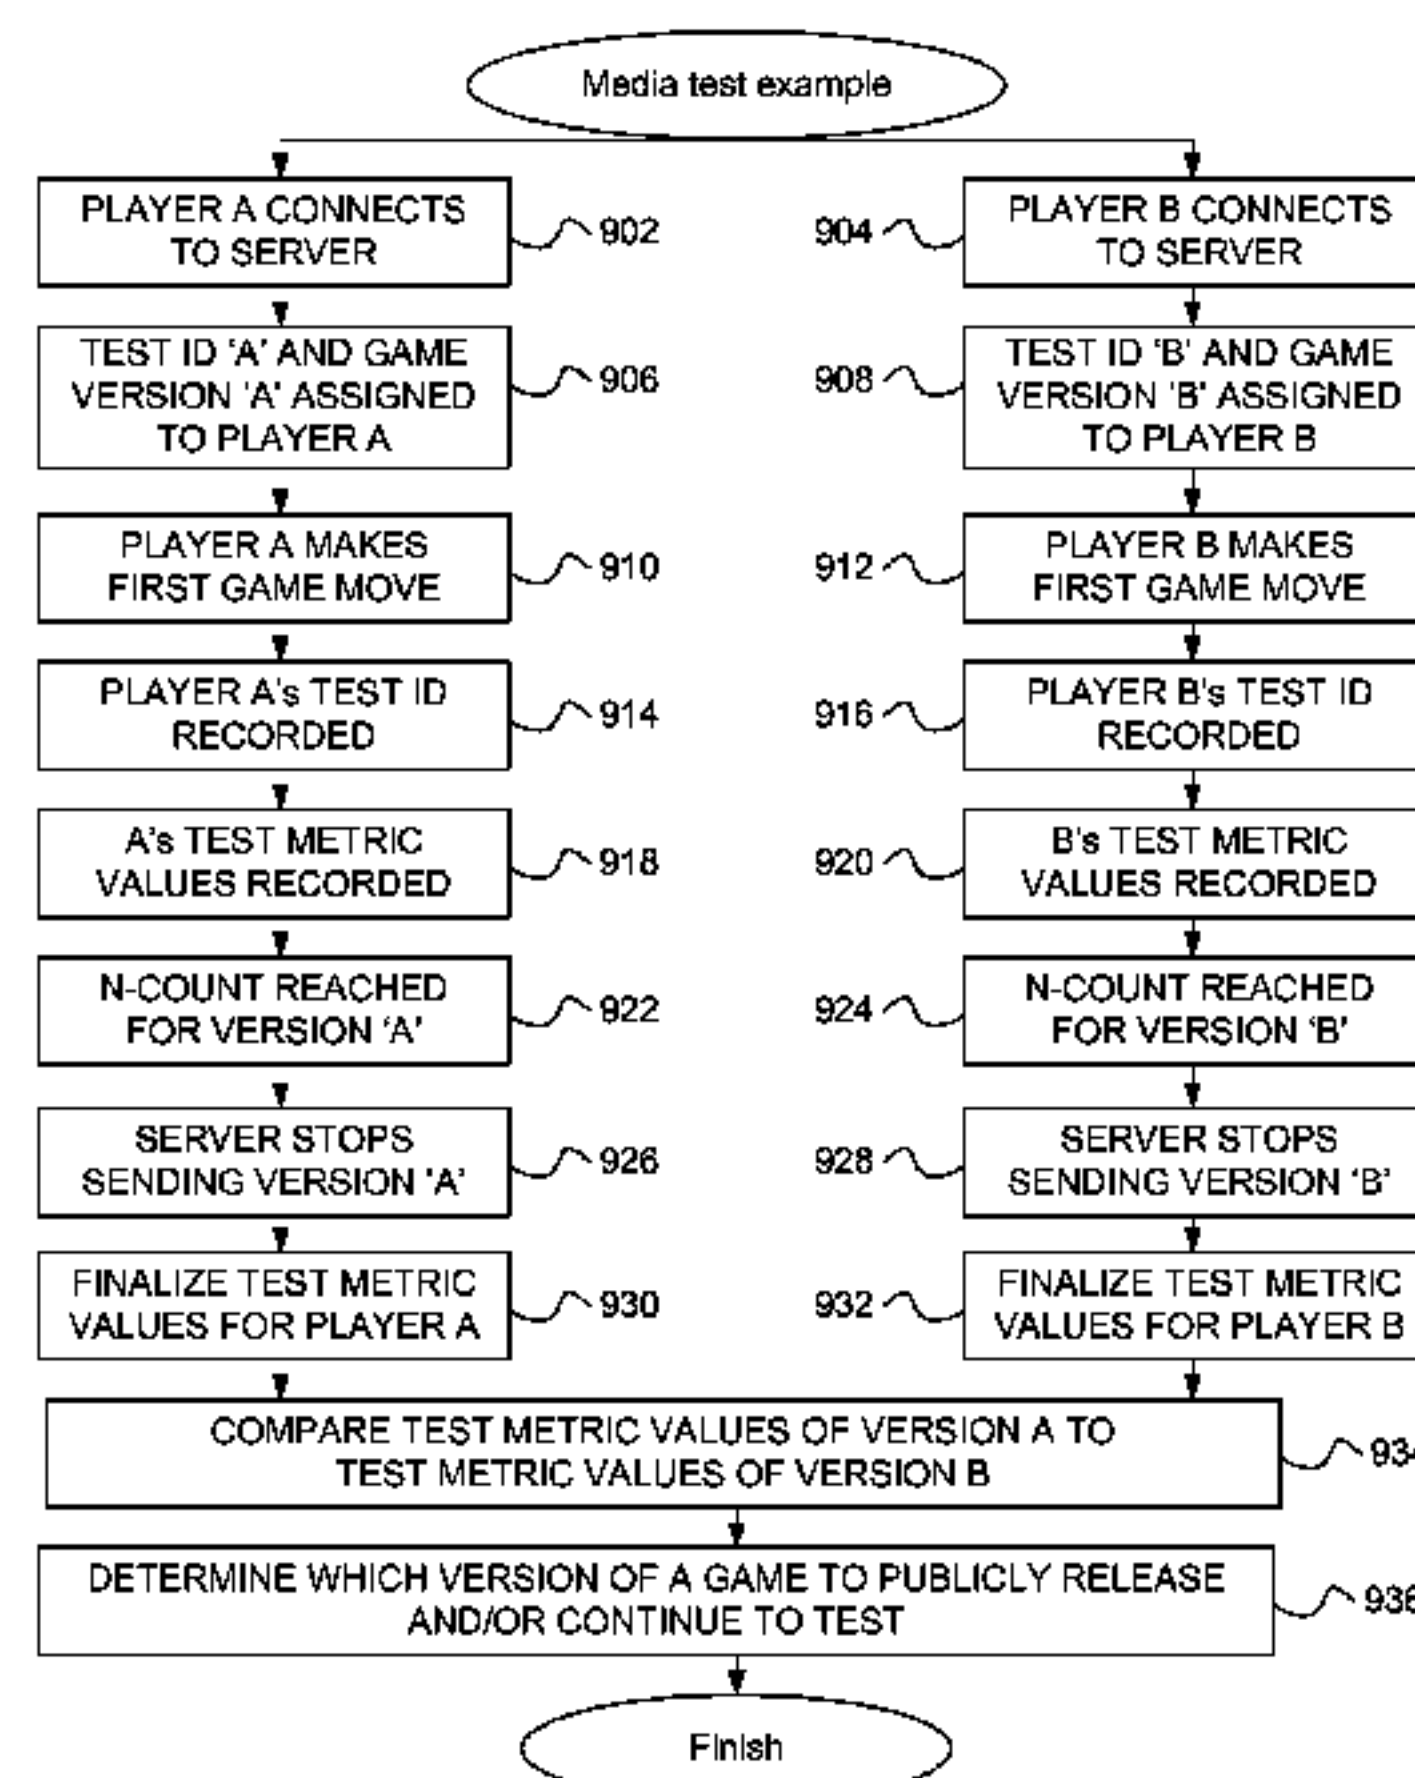 Media test example
PLAYER A CONNECTS
TO SERVER
902
904
PLAYER B CONNECTS
TO SERVER
TEST ID 'A' AND GAME
VERSION 'A' ASSIGNED
TO PLAYER A
906
908
TEST ID 'B' AND GAME
VERSION 'B' ASSIGNED
TO PLAYER B
PLAYER A MAKES
FIRST GAME MOVE
910
912
PLAYER B MAKES
FIRST GAME MOVE
PLAYER A's TEST ID
RECORDED
914
916
PLAYER B's TEST ID
RECORDED
A's TEST METRIC
VALUES RECORDED
918
920
B's TEST METRIC
VALUES RECORDED
N-COUNT REACHED
FOR VERSION 'A'
922
924
N-COUNT REACHED
FOR VERSION 'B'
SERVER STOPS
SENDING VERSION 'A'
926
928
SERVER STOPS
SENDING VERSION 'B'
FINALIZE TEST METRIC
VALUES FOR PLAYER A
930
932
FINALIZE TEST METRIC
VALUES FOR PLAYER B
COMPARE TEST METRIC VALUES OF VERSION A TO
TEST METRIC VALUES OF VERSION B
934
DETERMINE WHICH VERSION OF A GAME TO PUBLICLY RELEASE
AND/OR CONTINUE TO TEST
936
Finish